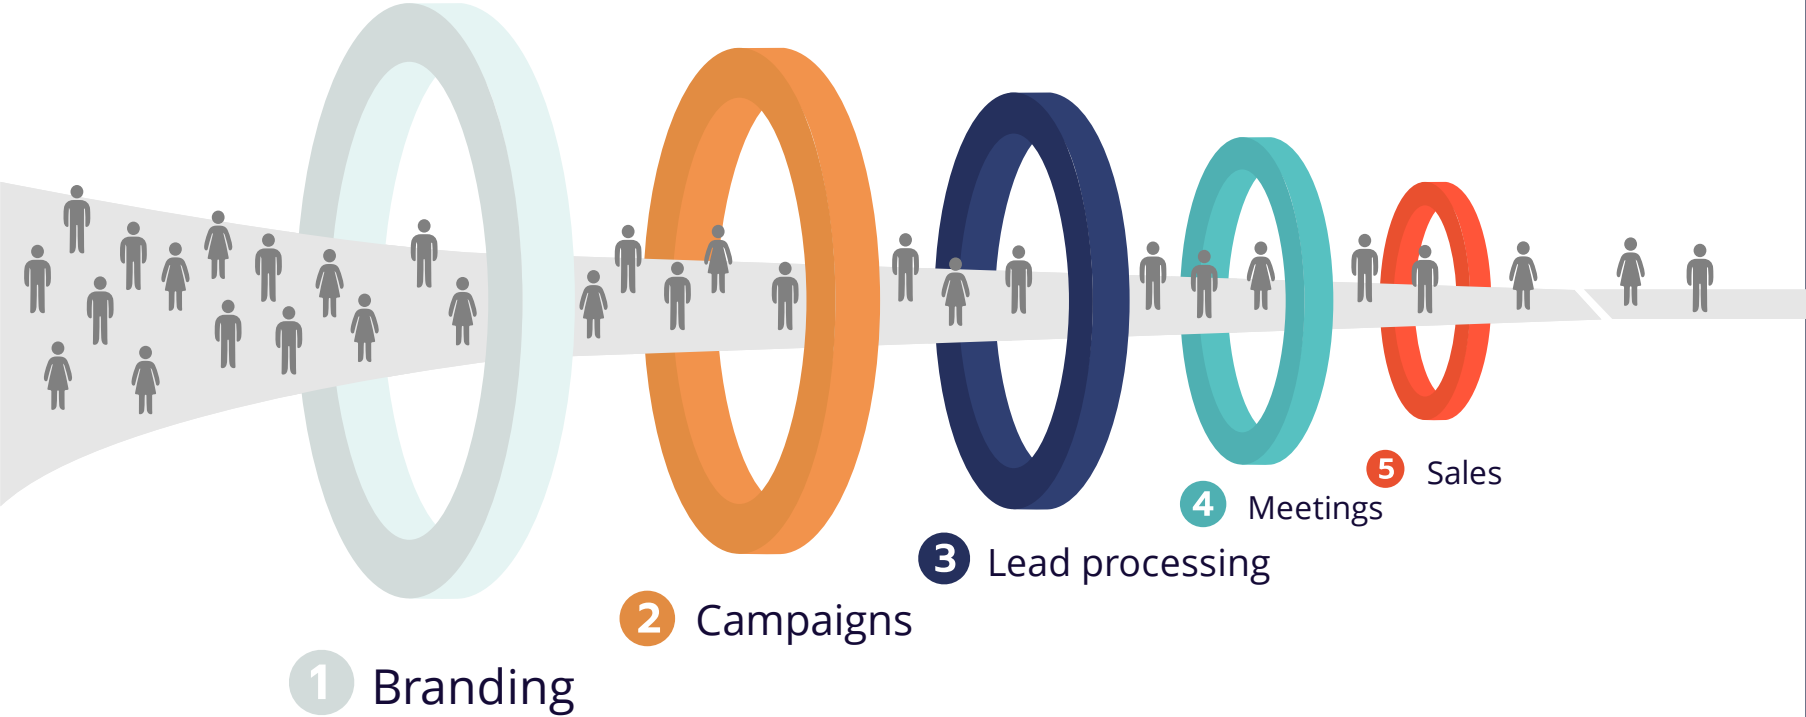 1 Branding
2 Campaigns
3 Lead processing
4 Meetings
5 Sales